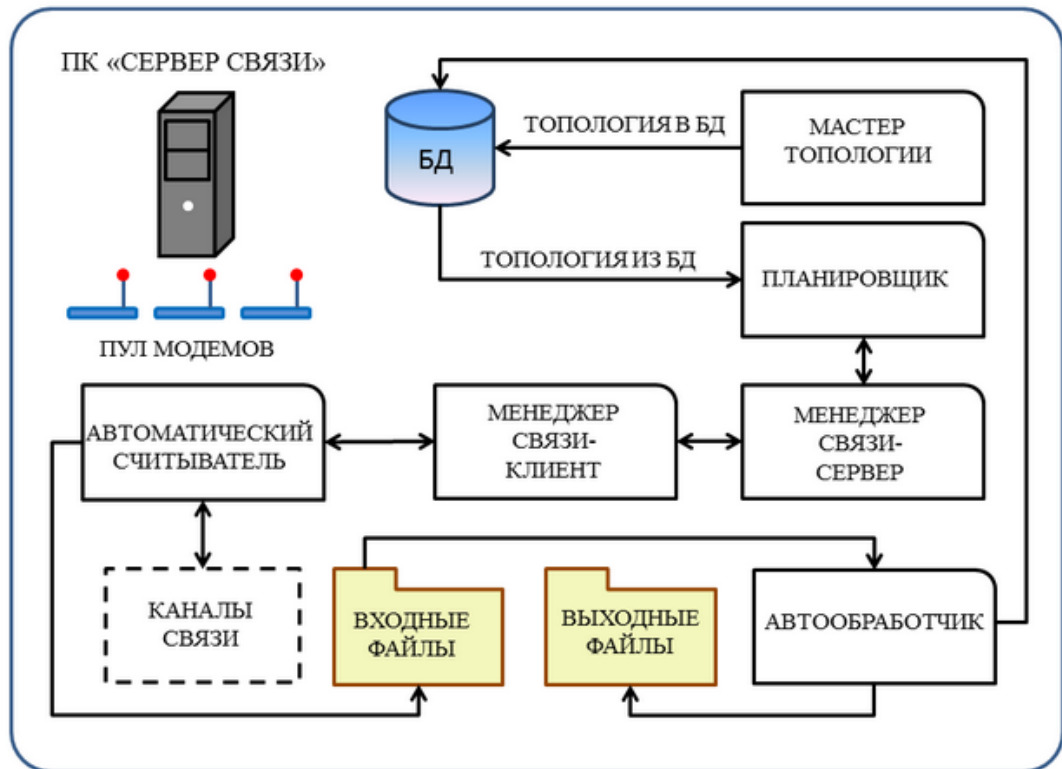 ПК «СЕРВЕР СВЯЗИ»
БД
ТОПОЛОГИЯ В БД
МАСТЕР
ТОПОЛОГИИ
ТОПОЛОГИЯ ИЗ БД
ПЛАНИРОВЩИК
ПУЛ МОДЕМОВ
АВТОМАТИЧЕСКИЙ
СЧИТЫВАТЕЛЬ
МЕНЕДЖЕР
СВЯЗИ-
КЛИЕНТ
МЕНЕДЖЕР
СВЯЗИ-
СЕРВЕР
КАНАЛЫ
СВЯЗИ
ВХОДНЫЕ
ФАЙЛЫ
ВЫХОДНЫЕ
ФАЙЛЫ
АВТООБРАБОТЧИК